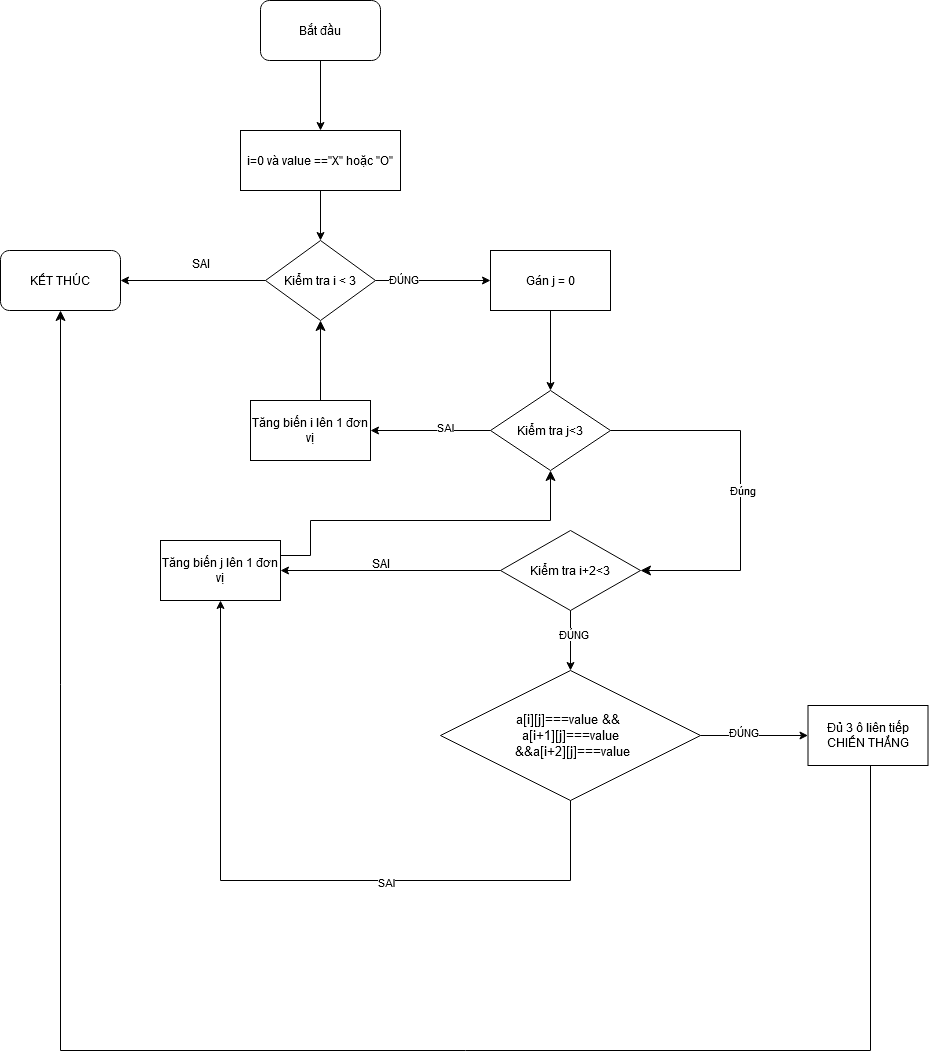 Bắt đầu
i=0 và value =="X" hoặc "O"
SAI
KẾT THÚC
Kiểm tra i < 3
ĐÚNG
Gán j = 0
Tăng biến i lên 1 đơn
vị
SAI
Kiểm tra j<3
Đúng
Tăng biến j lên 1 đơn
vị
SAI
Kiểm tra i+2<3
ĐÚNG
a[i][j]===value &&
a[i+1][j]===value
&&a[i+2][j]===value
ĐÚNG
Đủ 3 ô liên tiếp
CHIẾN THẮNG
SAI